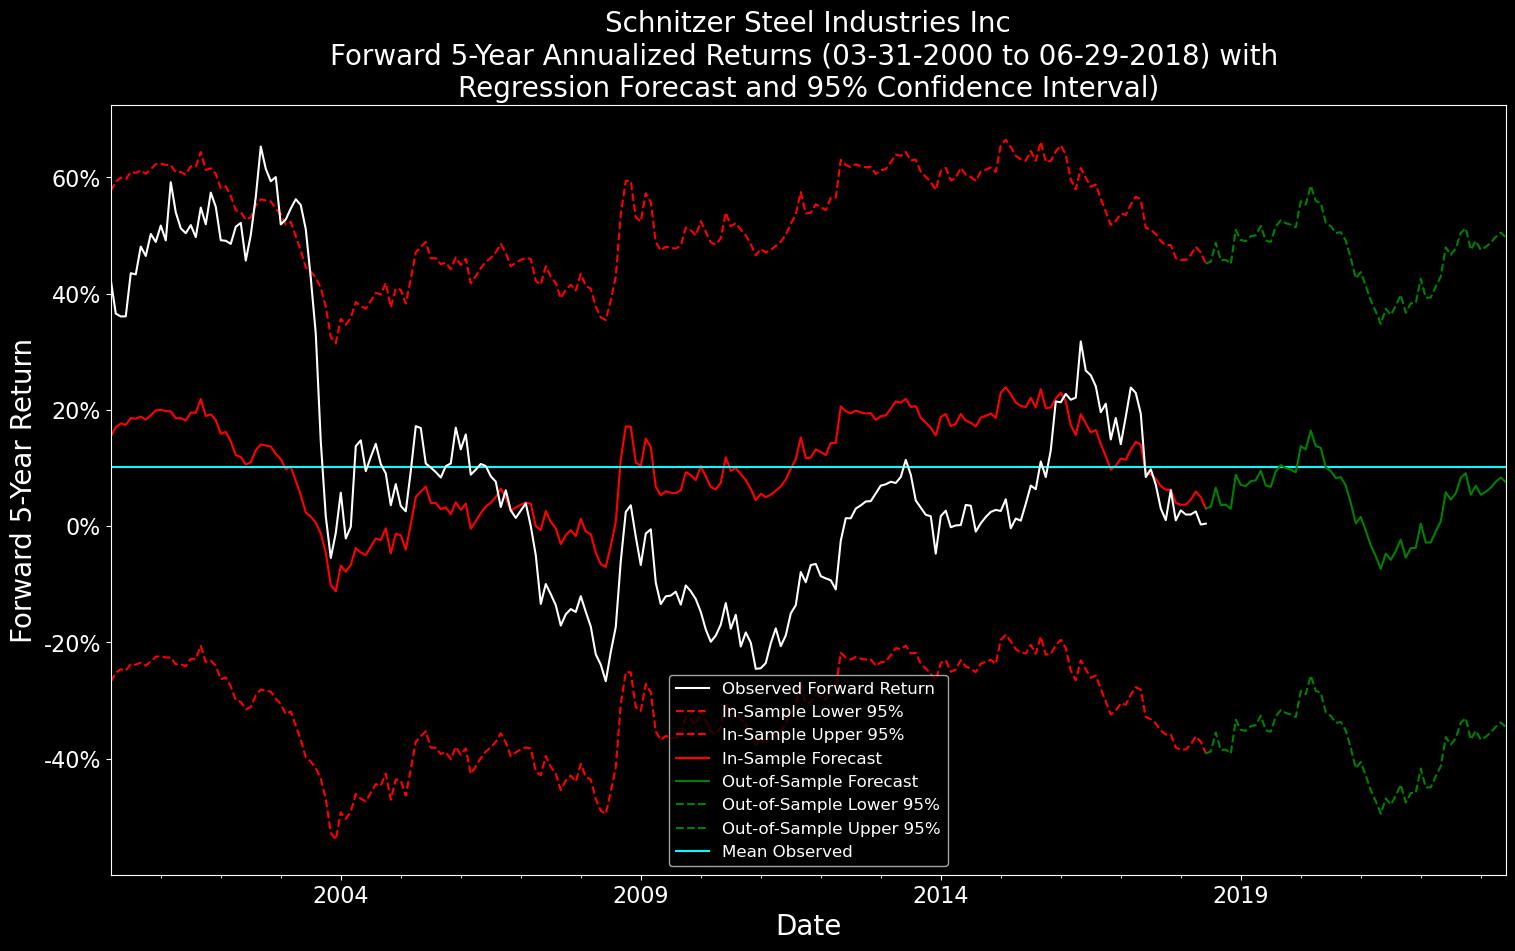 Schnitzer Steel Industries Inc
Forward 5-Year Annualized Returns (03-31-2000 to 06-29-2018) with
Regression Forecast and 95% Confidence Interval)
Forward 5-Year Return
60%
40%
20%
0%
-20%
-40%
Observed Forward Return
In-Sample Lower 95%
In-Sample Upper 95%
In-Sample Forecast
Out-of-Sample Forecast
Out-of-Sample Lower 95%
Out-of-Sample Upper 95%
Mean Observed
2004 2009 2014 2019
Date